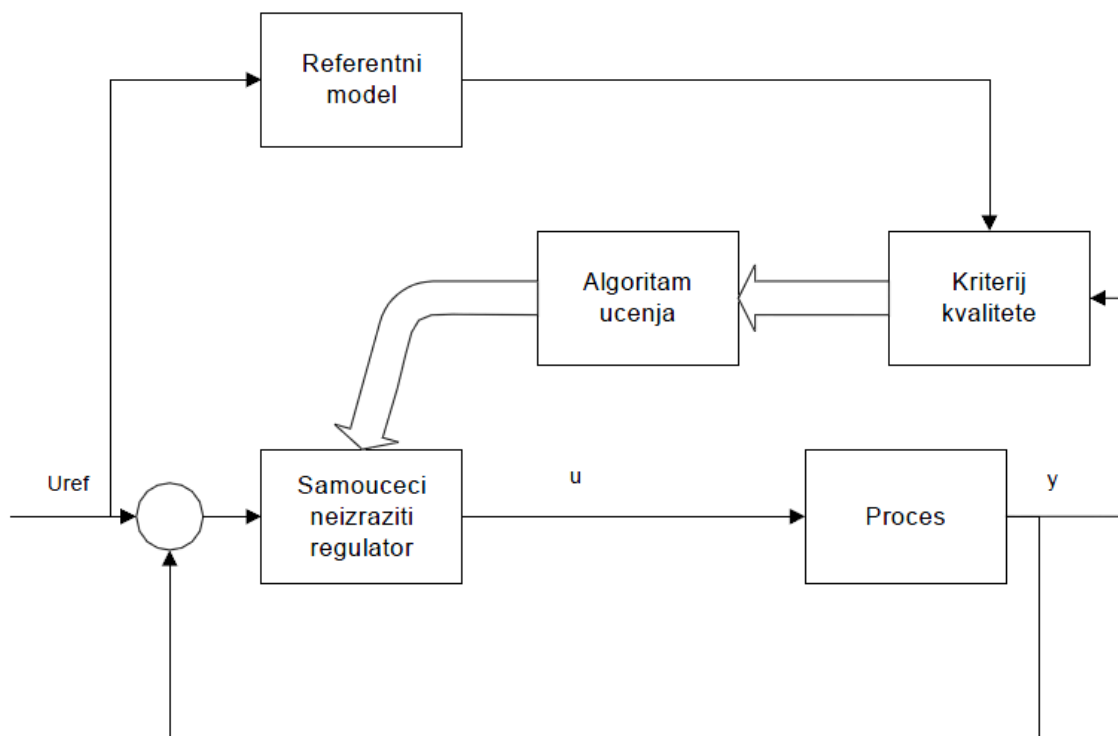 Referentni
model
Algoritam
ucenja
Kriterij
kvalitete
Uref
Samouceci
neizraziti
regulator
u
Proces
y